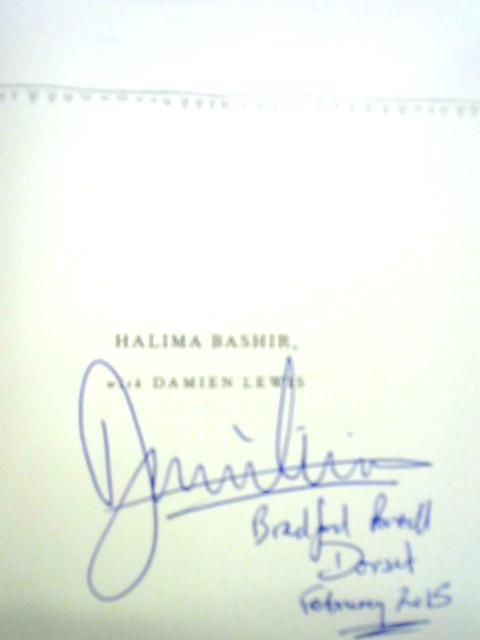 HALIMA BASHIR,
with DAMIEN LEWIS
Bradford
Dorset
February 2015